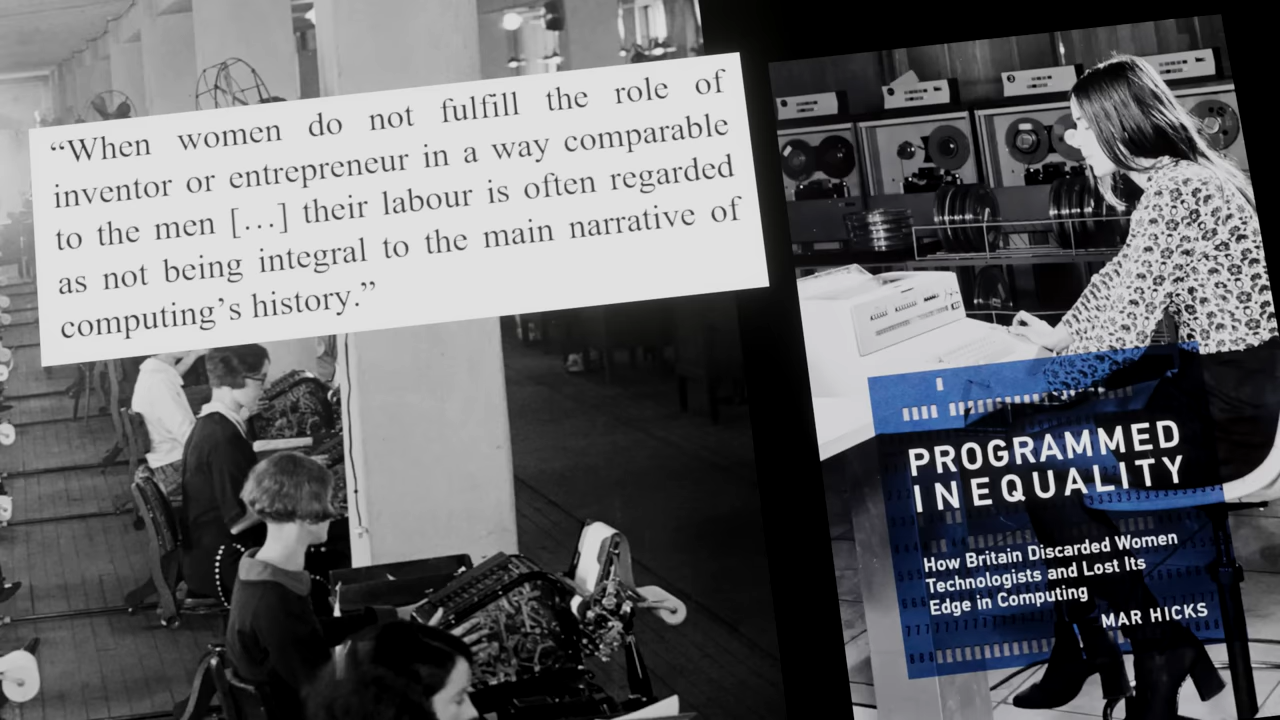 “When women do not fulfill the role of
inventor or entrepreneur in a way comparable
to the men […] their labour is often regarded
as not being integral to the main narrative of
computing’s history.”
3
PROGRAMMED
INEQUALITY
How Britain Discarded Women
Technologists and Lost Its
Edge in Computing
MAR HICKS